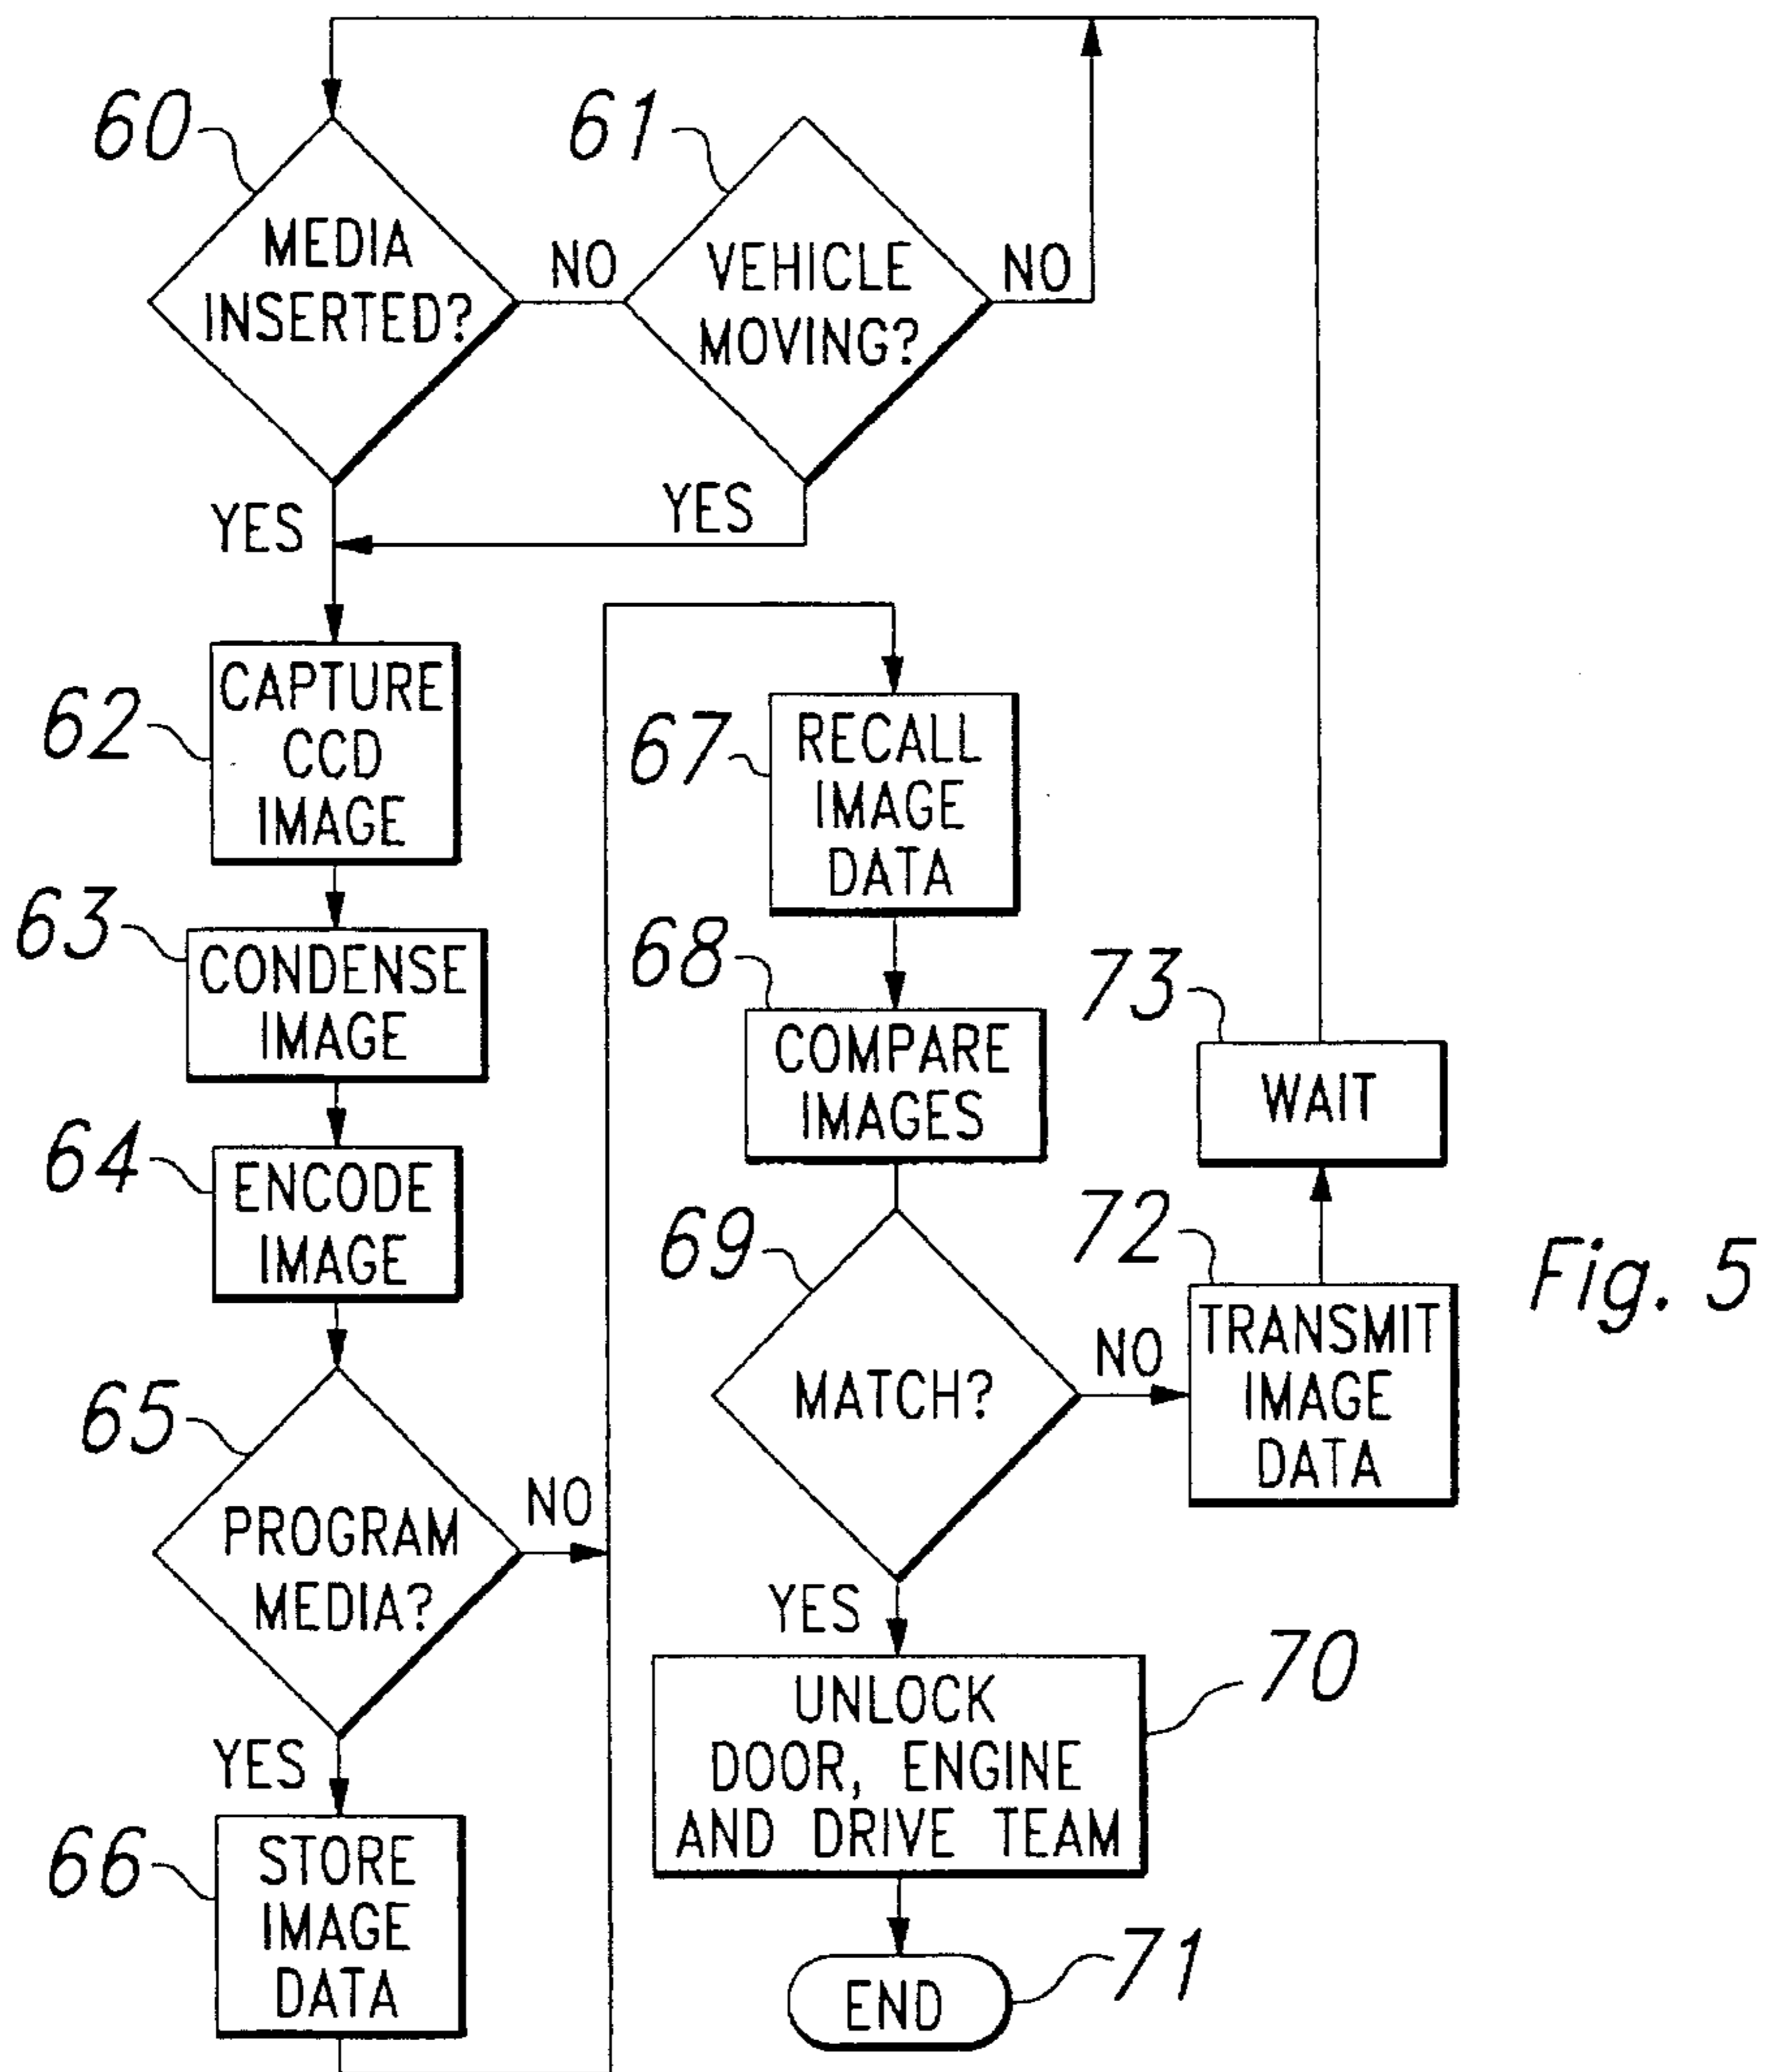 60
MEDIA
INSERTED?
NO
YES
61
VEHICLE
MOVING?
NO
YES
62
CAPTURE
CCD
IMAGE
63
CONDENSE
IMAGE
64
ENCODE
IMAGE
65
PROGRAM
MEDIA?
NO
YES
66
STORE
IMAGE
DATA
67
RECALL
IMAGE
DATA
68
COMPARE
IMAGES
69
MATCH?
NO
YES
70
UNLOCK
DOOR, ENGINE
AND DRIVE TEAM
71
END
72
TRANSMIT
IMAGE
DATA
73
WAIT
Fig. 5